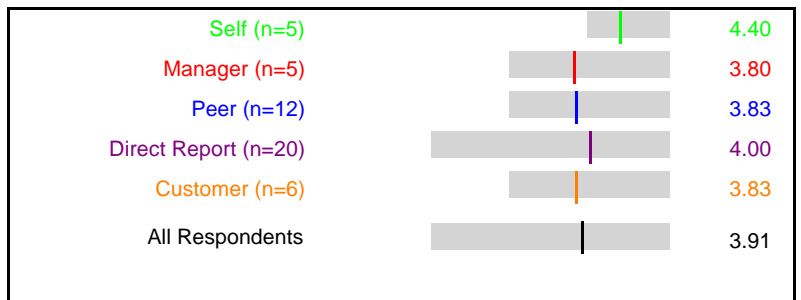 Self (n=5) 4.40
Manager (n=5) 3.80
Peer (n=12) 3.83
Direct Report (n=20) 4.00
Customer (n=6) 3.83
All Respondents 3.91